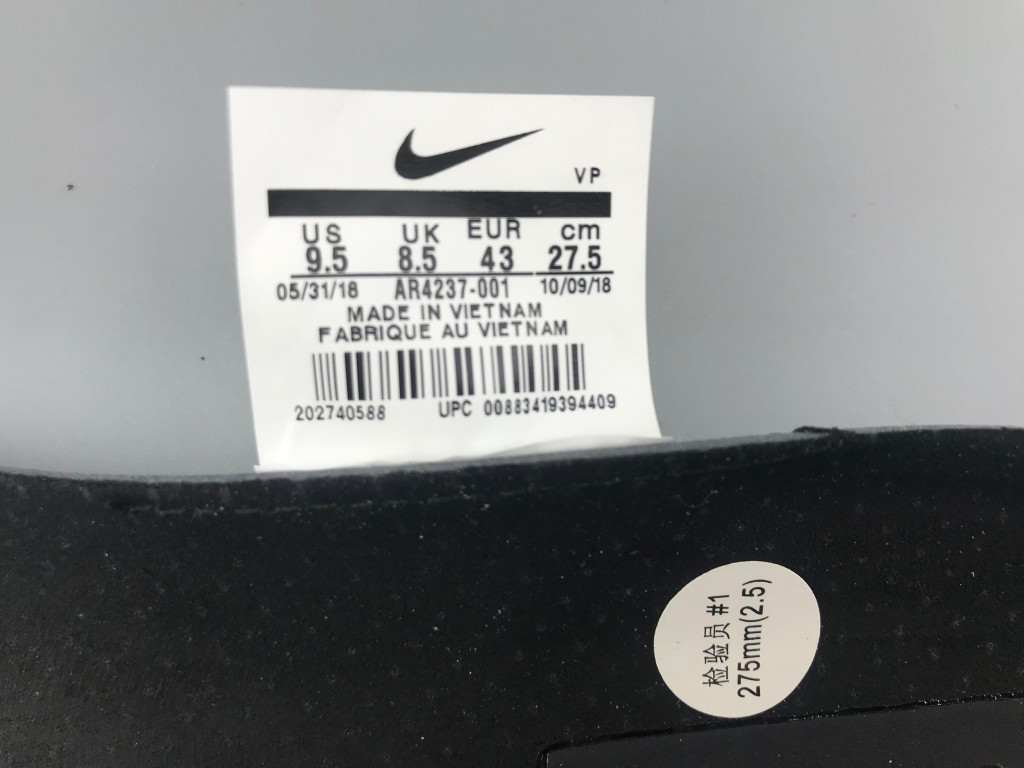 VP
US UK EUR cm
9.5 8.5 43 27.5
05/31/18 AR4237-001 10/09/18
MADE IN VIETNAM
FABRIQUE AU VIETNAM
202740588 UPC 00883419394409
检验员#1
275mm(2.5)